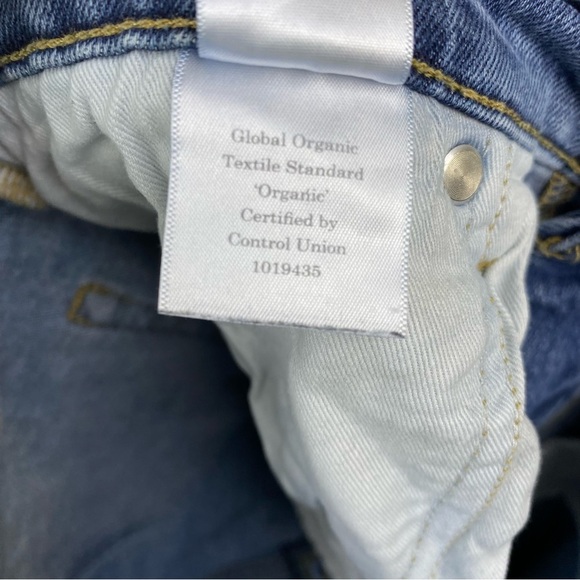 Global Organic
Textile Standard
‘Organic’
Certified by
Control Union
1019435